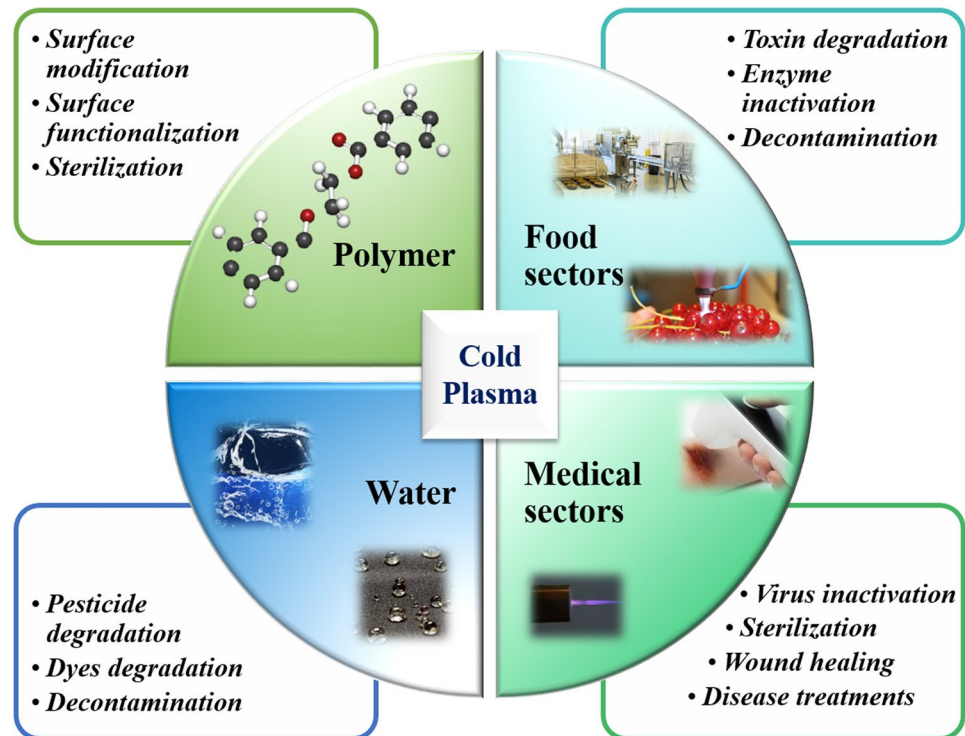 • Surface
modification
• Surface
functionalization
• Sterilization
• Toxin degradation
• Enzyme
inactivation
• Decontamination
Polymer
Food
sectors
Cold
Plasma
Water
Medical
sectors
• Pesticide
degradation
• Dyes degradation
• Decontamination
• Virus inactivation
• Sterilization
• Wound healing
• Disease treatments